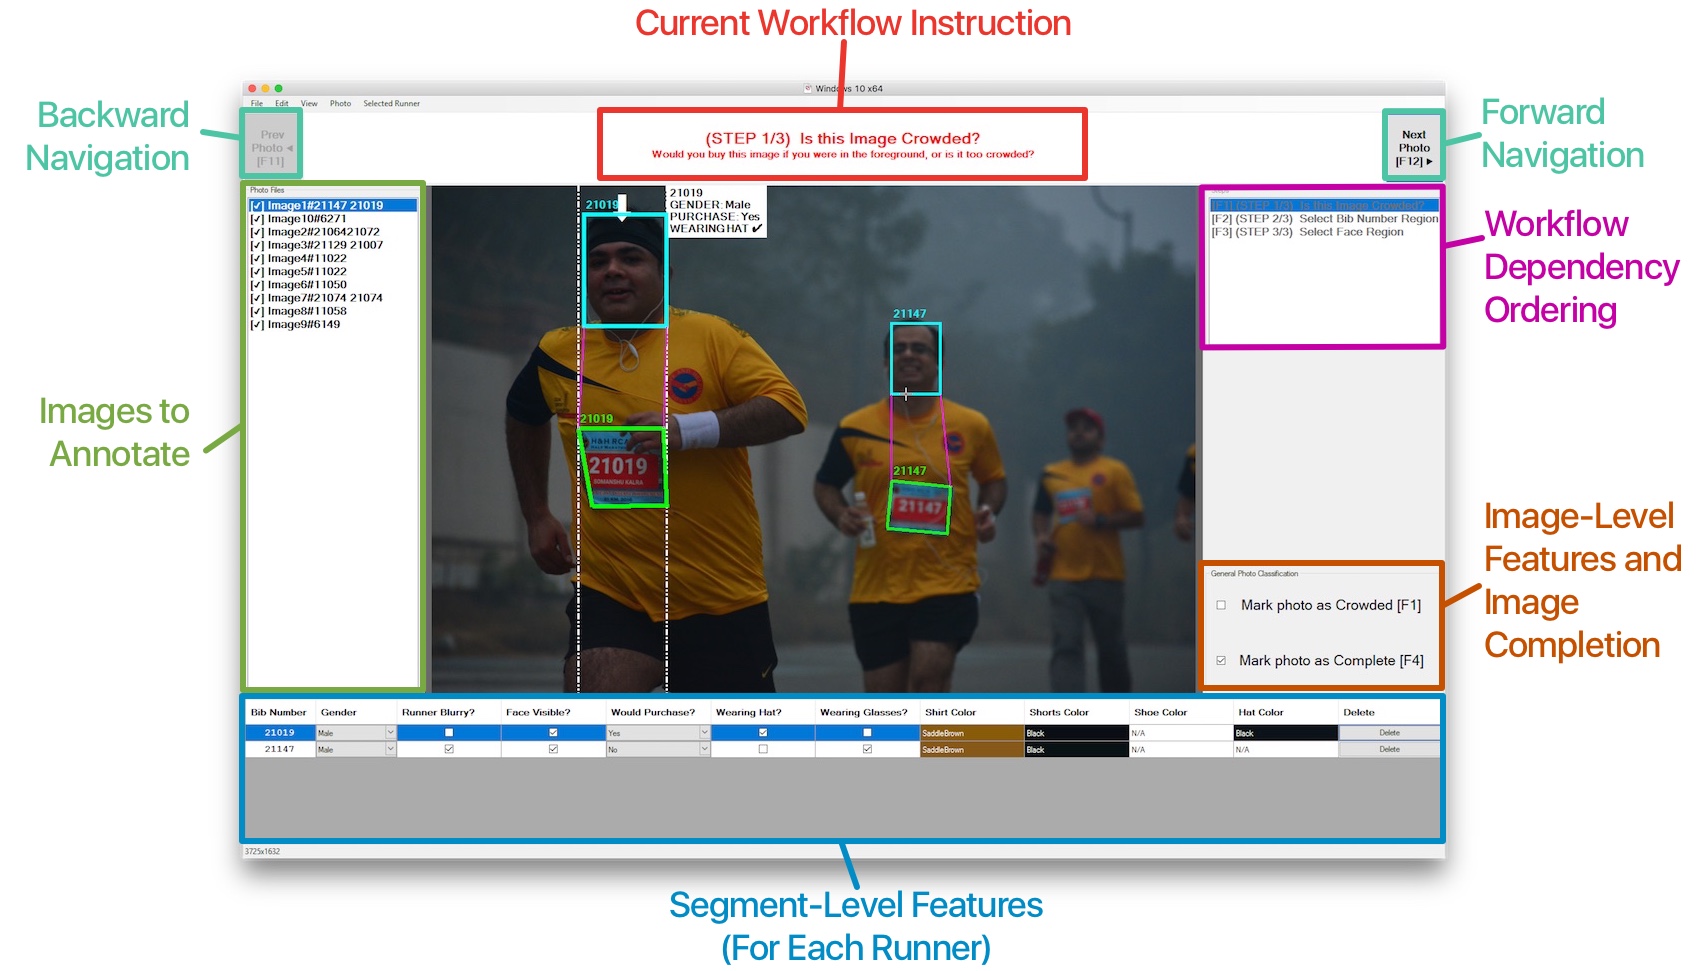 Current Workflow Instruction
Backward
Navigation
Forward
Navigation
Windows 10 x64
File Edit View Photo Selected Runner
Prev
Photo ◂
[F11]
(STEP 1/3) Is this Image Crowded?
Would you buy this image if you were in the foreground, or is it too crowded?
Next
Photo
[F12] ▸
Images to
Annotate
Photo Files
[✓] Image1#21147 21019
[✓] Image10#6271
[✓] Image2#2106421072
[✓] Image3#21129 21007
[✓] Image4#11022
[✓] Image5#11022
[✓] Image6#11050
[✓] Image7#21074 21074
[✓] Image8#11058
[✓] Image9#6149
21019
21019
GENDER: Male
PURCHASE: Yes
WEARING HAT ✔
21147
21019
21019
21147
21147
Steps
[F1] (STEP 1/3) Is this Image Crowded?
[F2] (STEP 2/3) Select Bib Number Region
[F3] (STEP 3/3) Select Face Region
Workflow
Dependency
Ordering
General Photo Classification
Mark photo as Crowded [F1]
Mark photo as Complete [F4]
Image-Level
Features and
Image
Completion
Bib Number Gender Runner Blurry? Face Visible? Would Purchase? Wearing Hat? Wearing Glasses? Shirt Color Shorts Color Shoe Color Hat Color Delete
21019 Male Yes SaddleBrown Black N/A Black Delete
21147 Male No SaddleBrown Black N/A N/A Delete
3725x1632
Segment-Level Features
(For Each Runner)